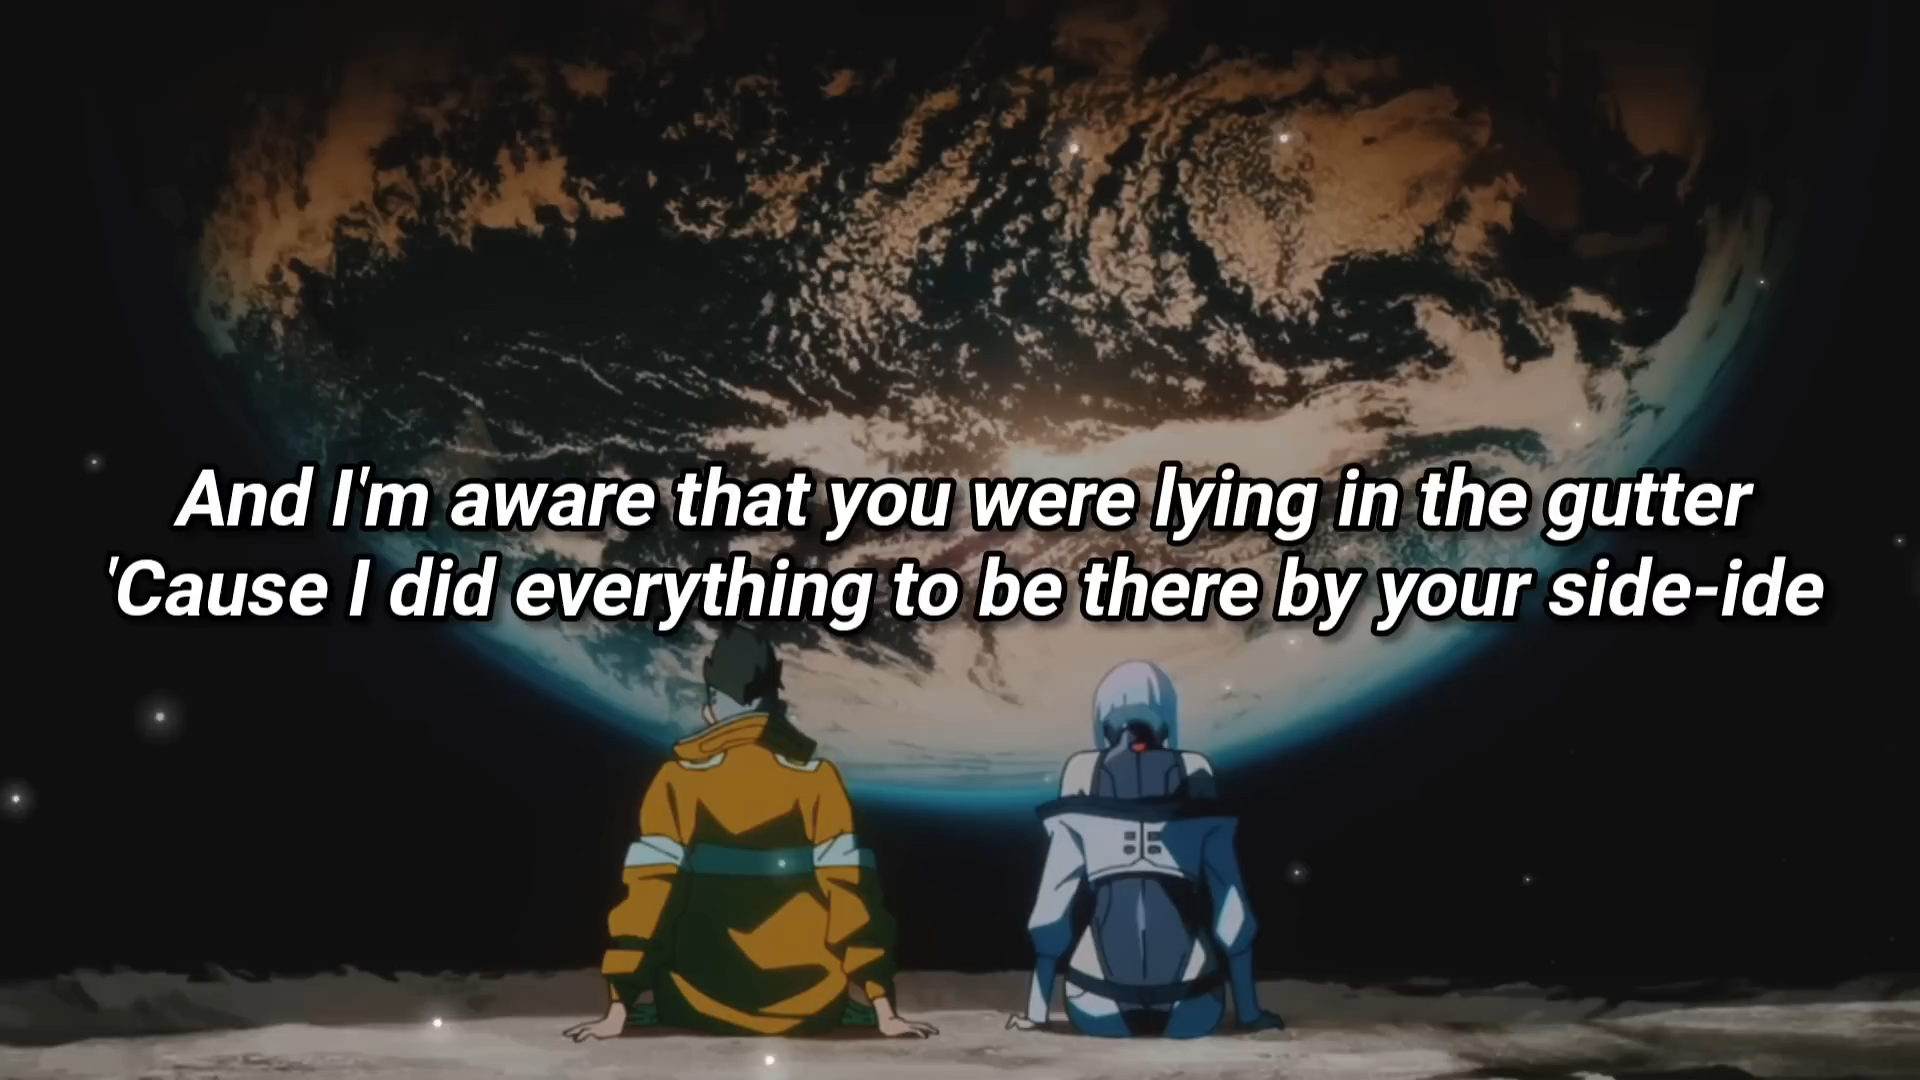 And I'm aware that you were lying in the gutter
'Cause I did everything to be there by your side-ide